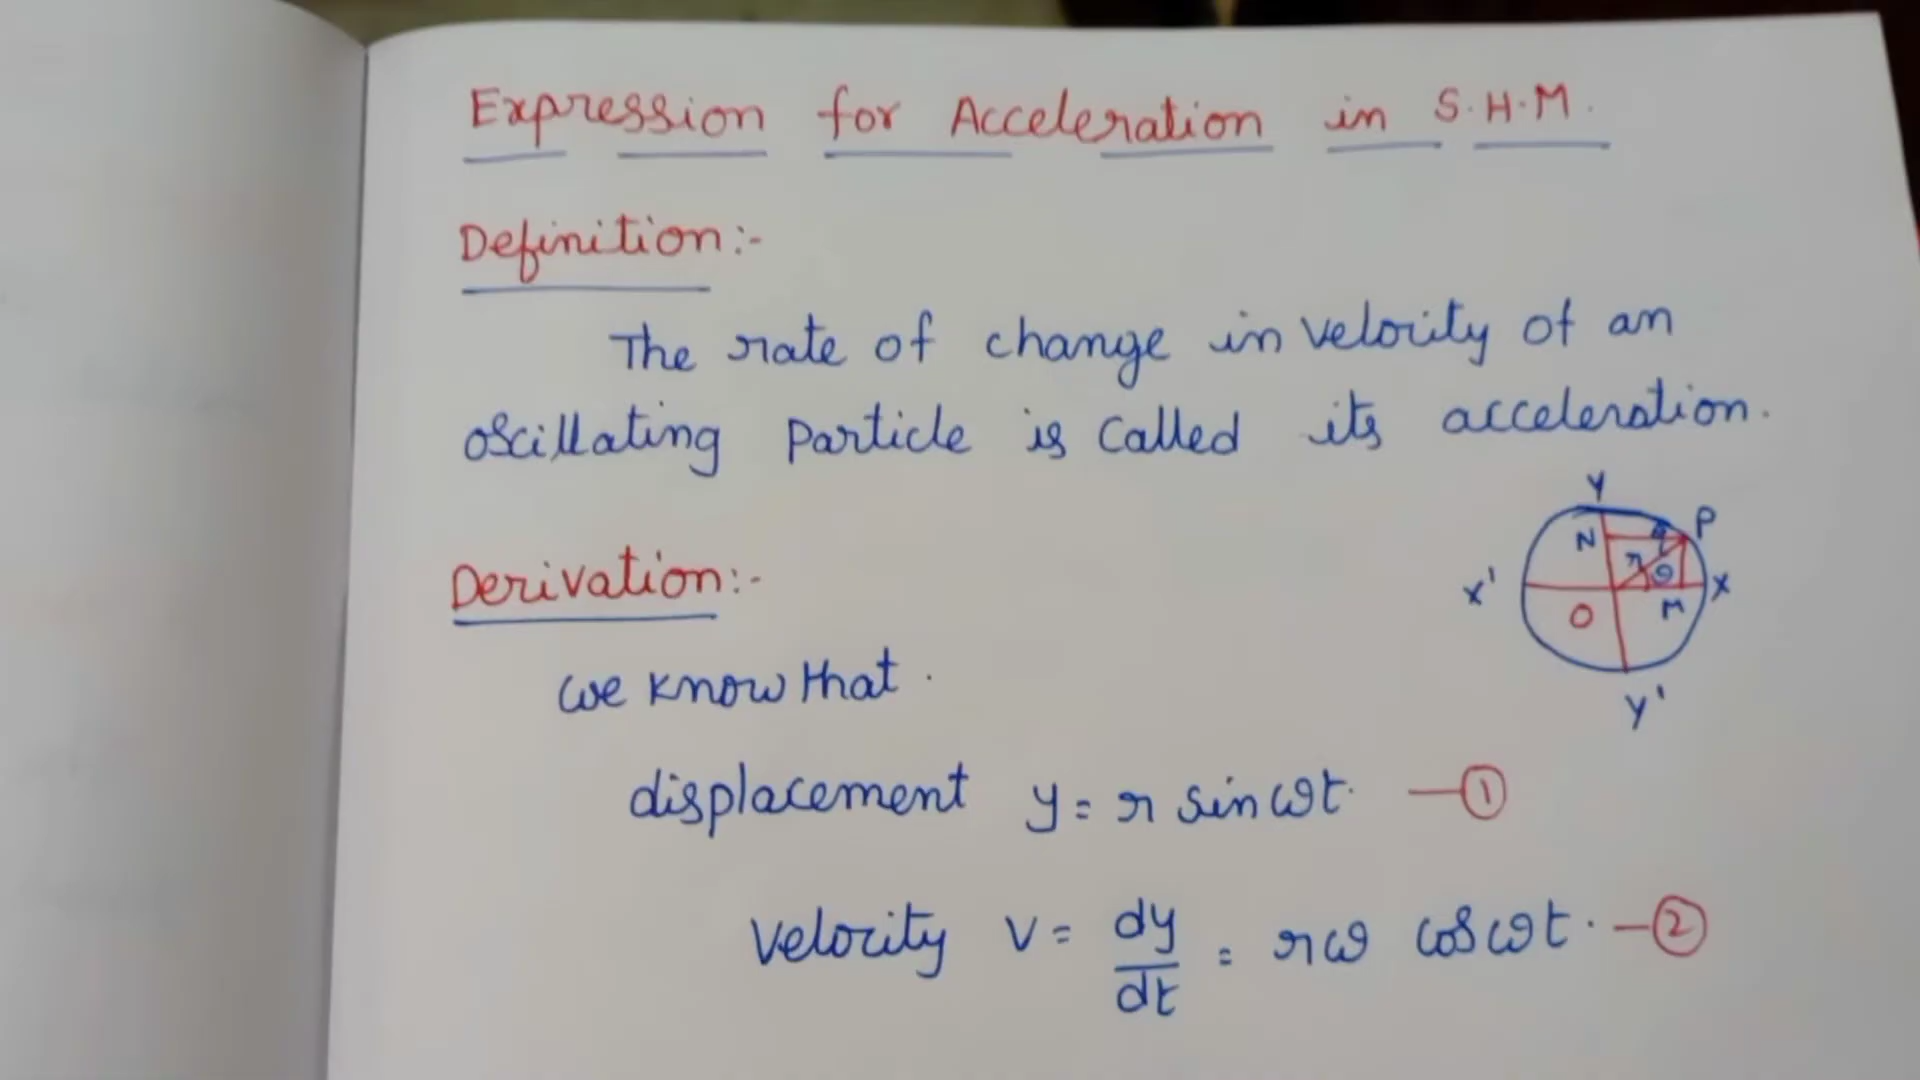 Expression for Acceleration in S.H.M.
Definition:-
The rate of change in velocity of an
oscillating particle is called its acceleration.
Y
N
P
r
θ
X'
X
O
M
Y'
Derivation:-
we know that.
displacement y = r sin ωt. —①
velocity v = dy/dt = rω cos ωt. —②